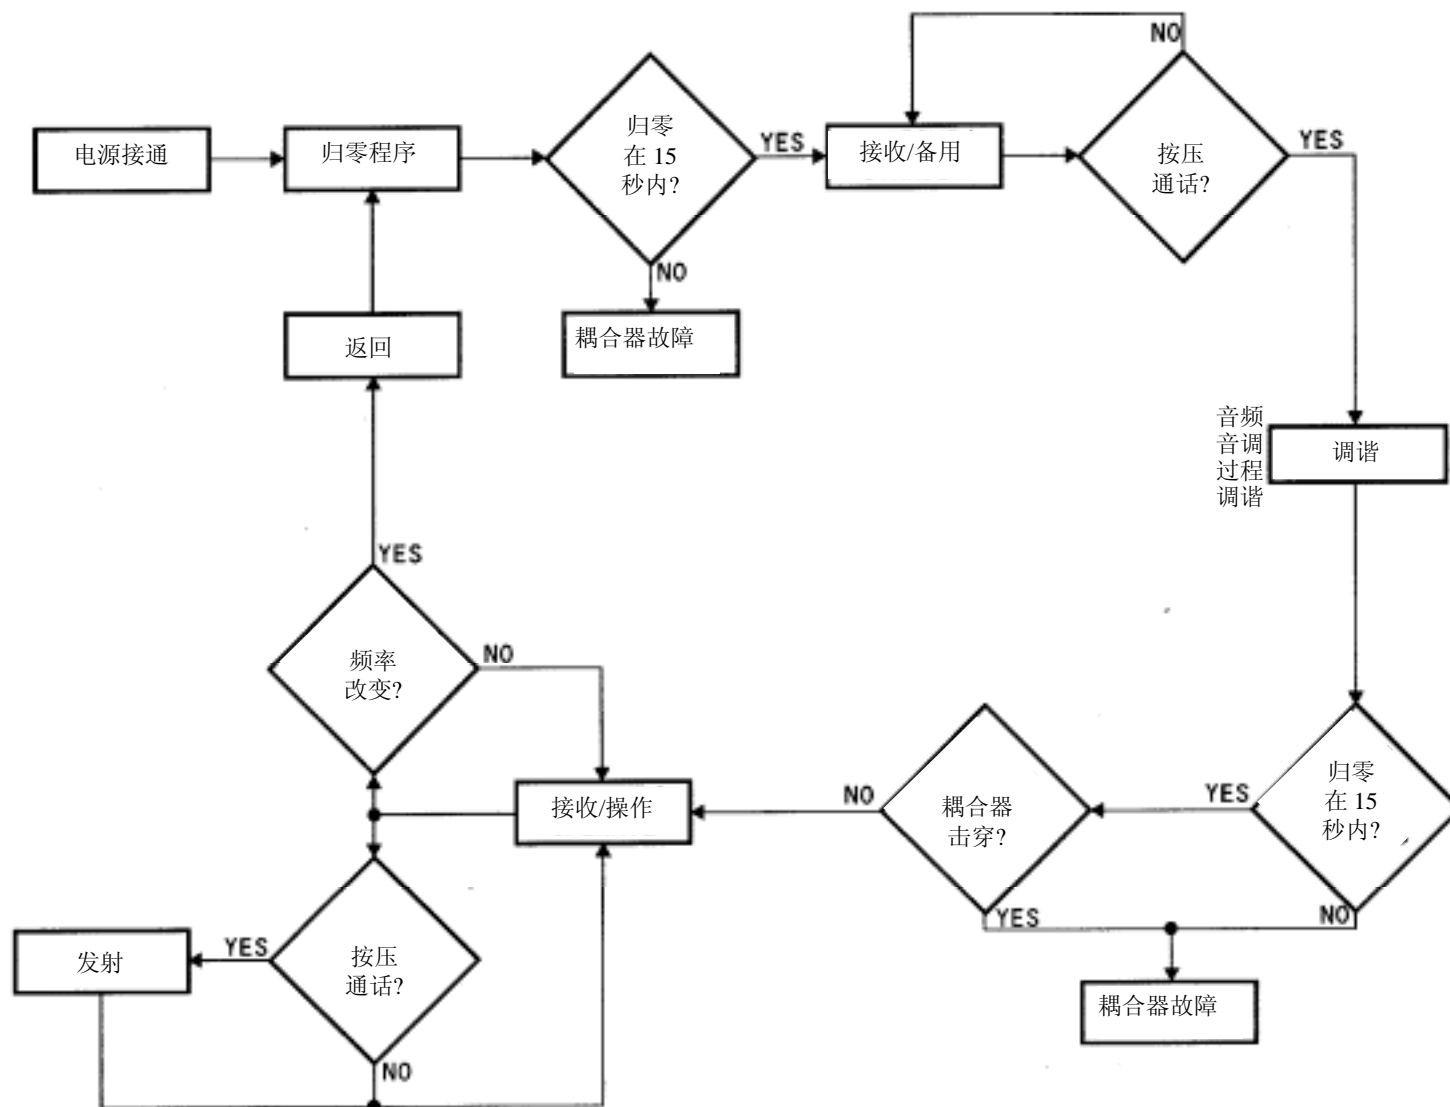 NO
电源接通
归零程序
归零
在 15
秒内?
YES
接收/备用
按压
通话?
YES
NO
耦合器故障
返回
音频
音调
过程
调谐
调谐
YES
频率
改变?
NO
接收/操作
NO
耦合器
击穿?
YES
归零
在 15
秒内?
YES
NO
发射
YES
按压
通话?
耦合器故障
NO